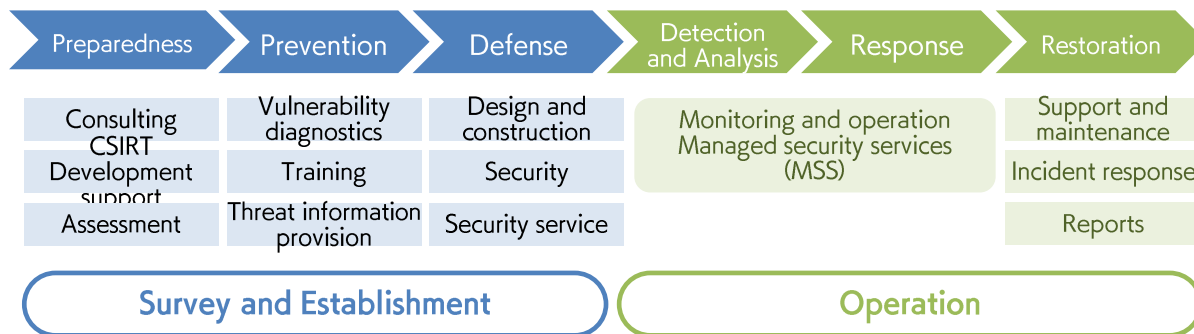 Preparedness
Prevention
Defense
Detection
and Analysis
Response
Restoration
Consulting
CSIRT
Development
support
Assessment
Vulnerability
diagnostics
Training
Threat information
provision
Design and
construction
Security
Security service
Monitoring and operation
Managed security services
(MSS)
Support and
maintenance
Incident response
Reports
Survey and Establishment
Operation